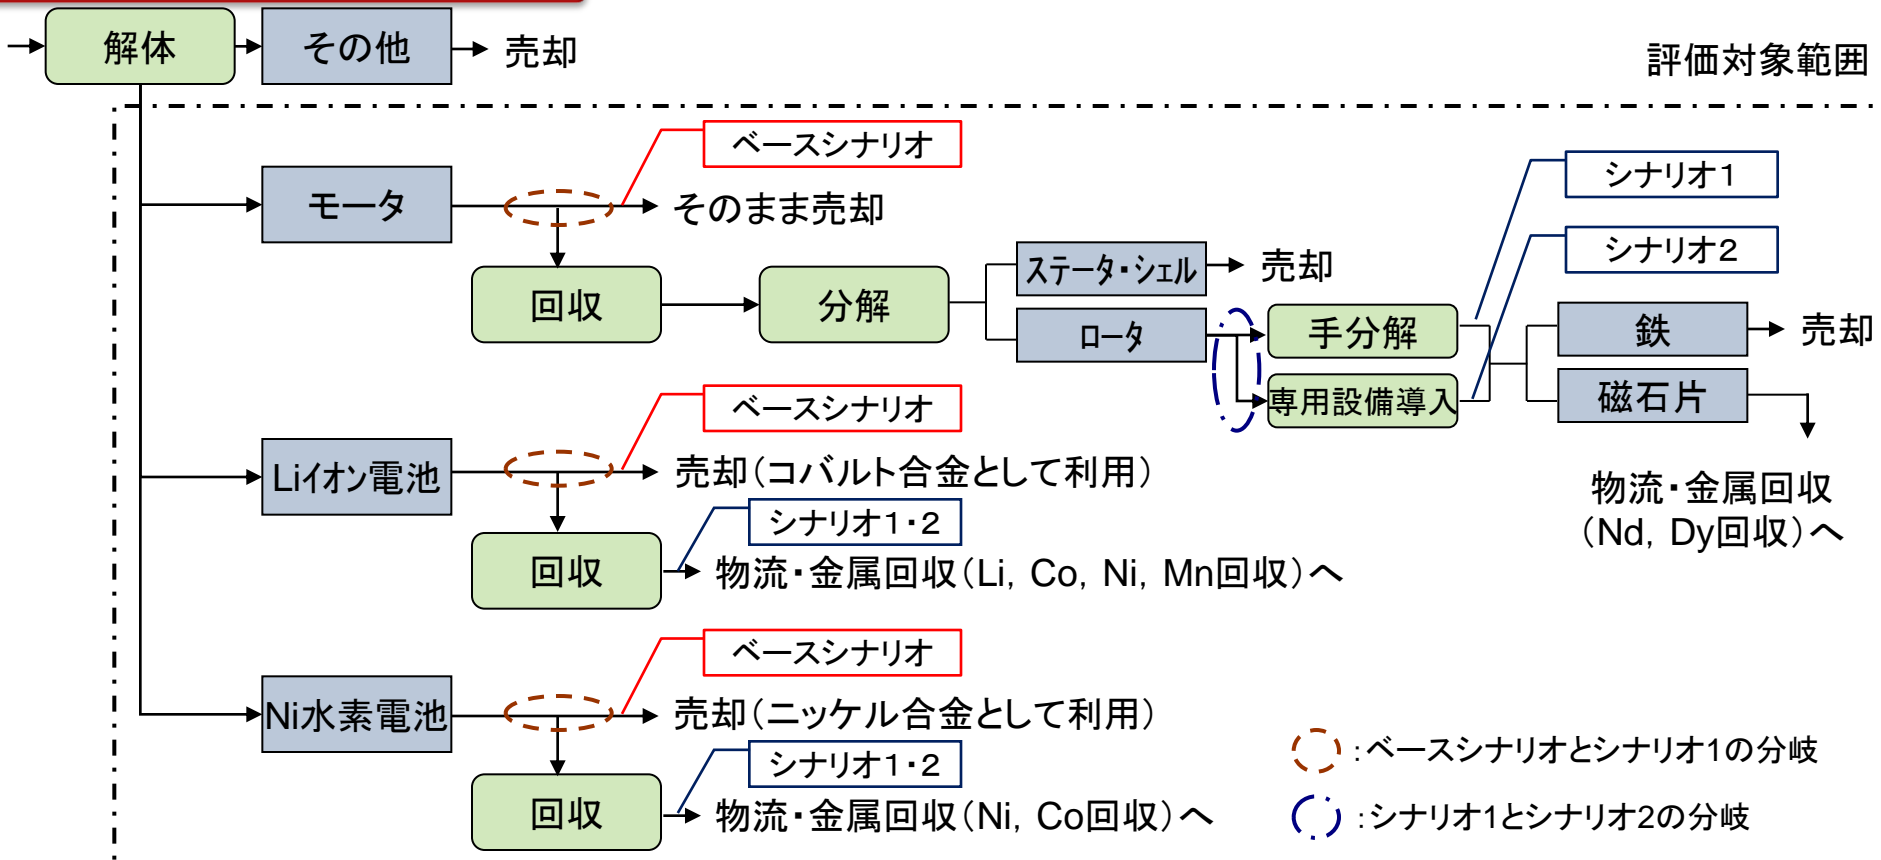 解体
その他
売却
評価対象範囲
ベースシナリオ
モータ
そのまま売却
シナリオ1
シナリオ2
回収
分解
ステータ・シェル
売却
ロータ
手分解
専用設備導入
鉄
売却
磁石片
物流・金属回収
（Nd，Dy回収）へ
ベースシナリオ
Liイオン電池
売却（コバルト合金として利用）
シナリオ1・2
回収
物流・金属回収（Li，Co，Ni，Mn回収）へ
ベースシナリオ
Ni水素電池
売却（ニッケル合金として利用）
シナリオ1・2
回収
物流・金属回収（Ni，Co回収）へ
：ベースシナリオとシナリオ1の分岐
：シナリオ1とシナリオ2の分岐